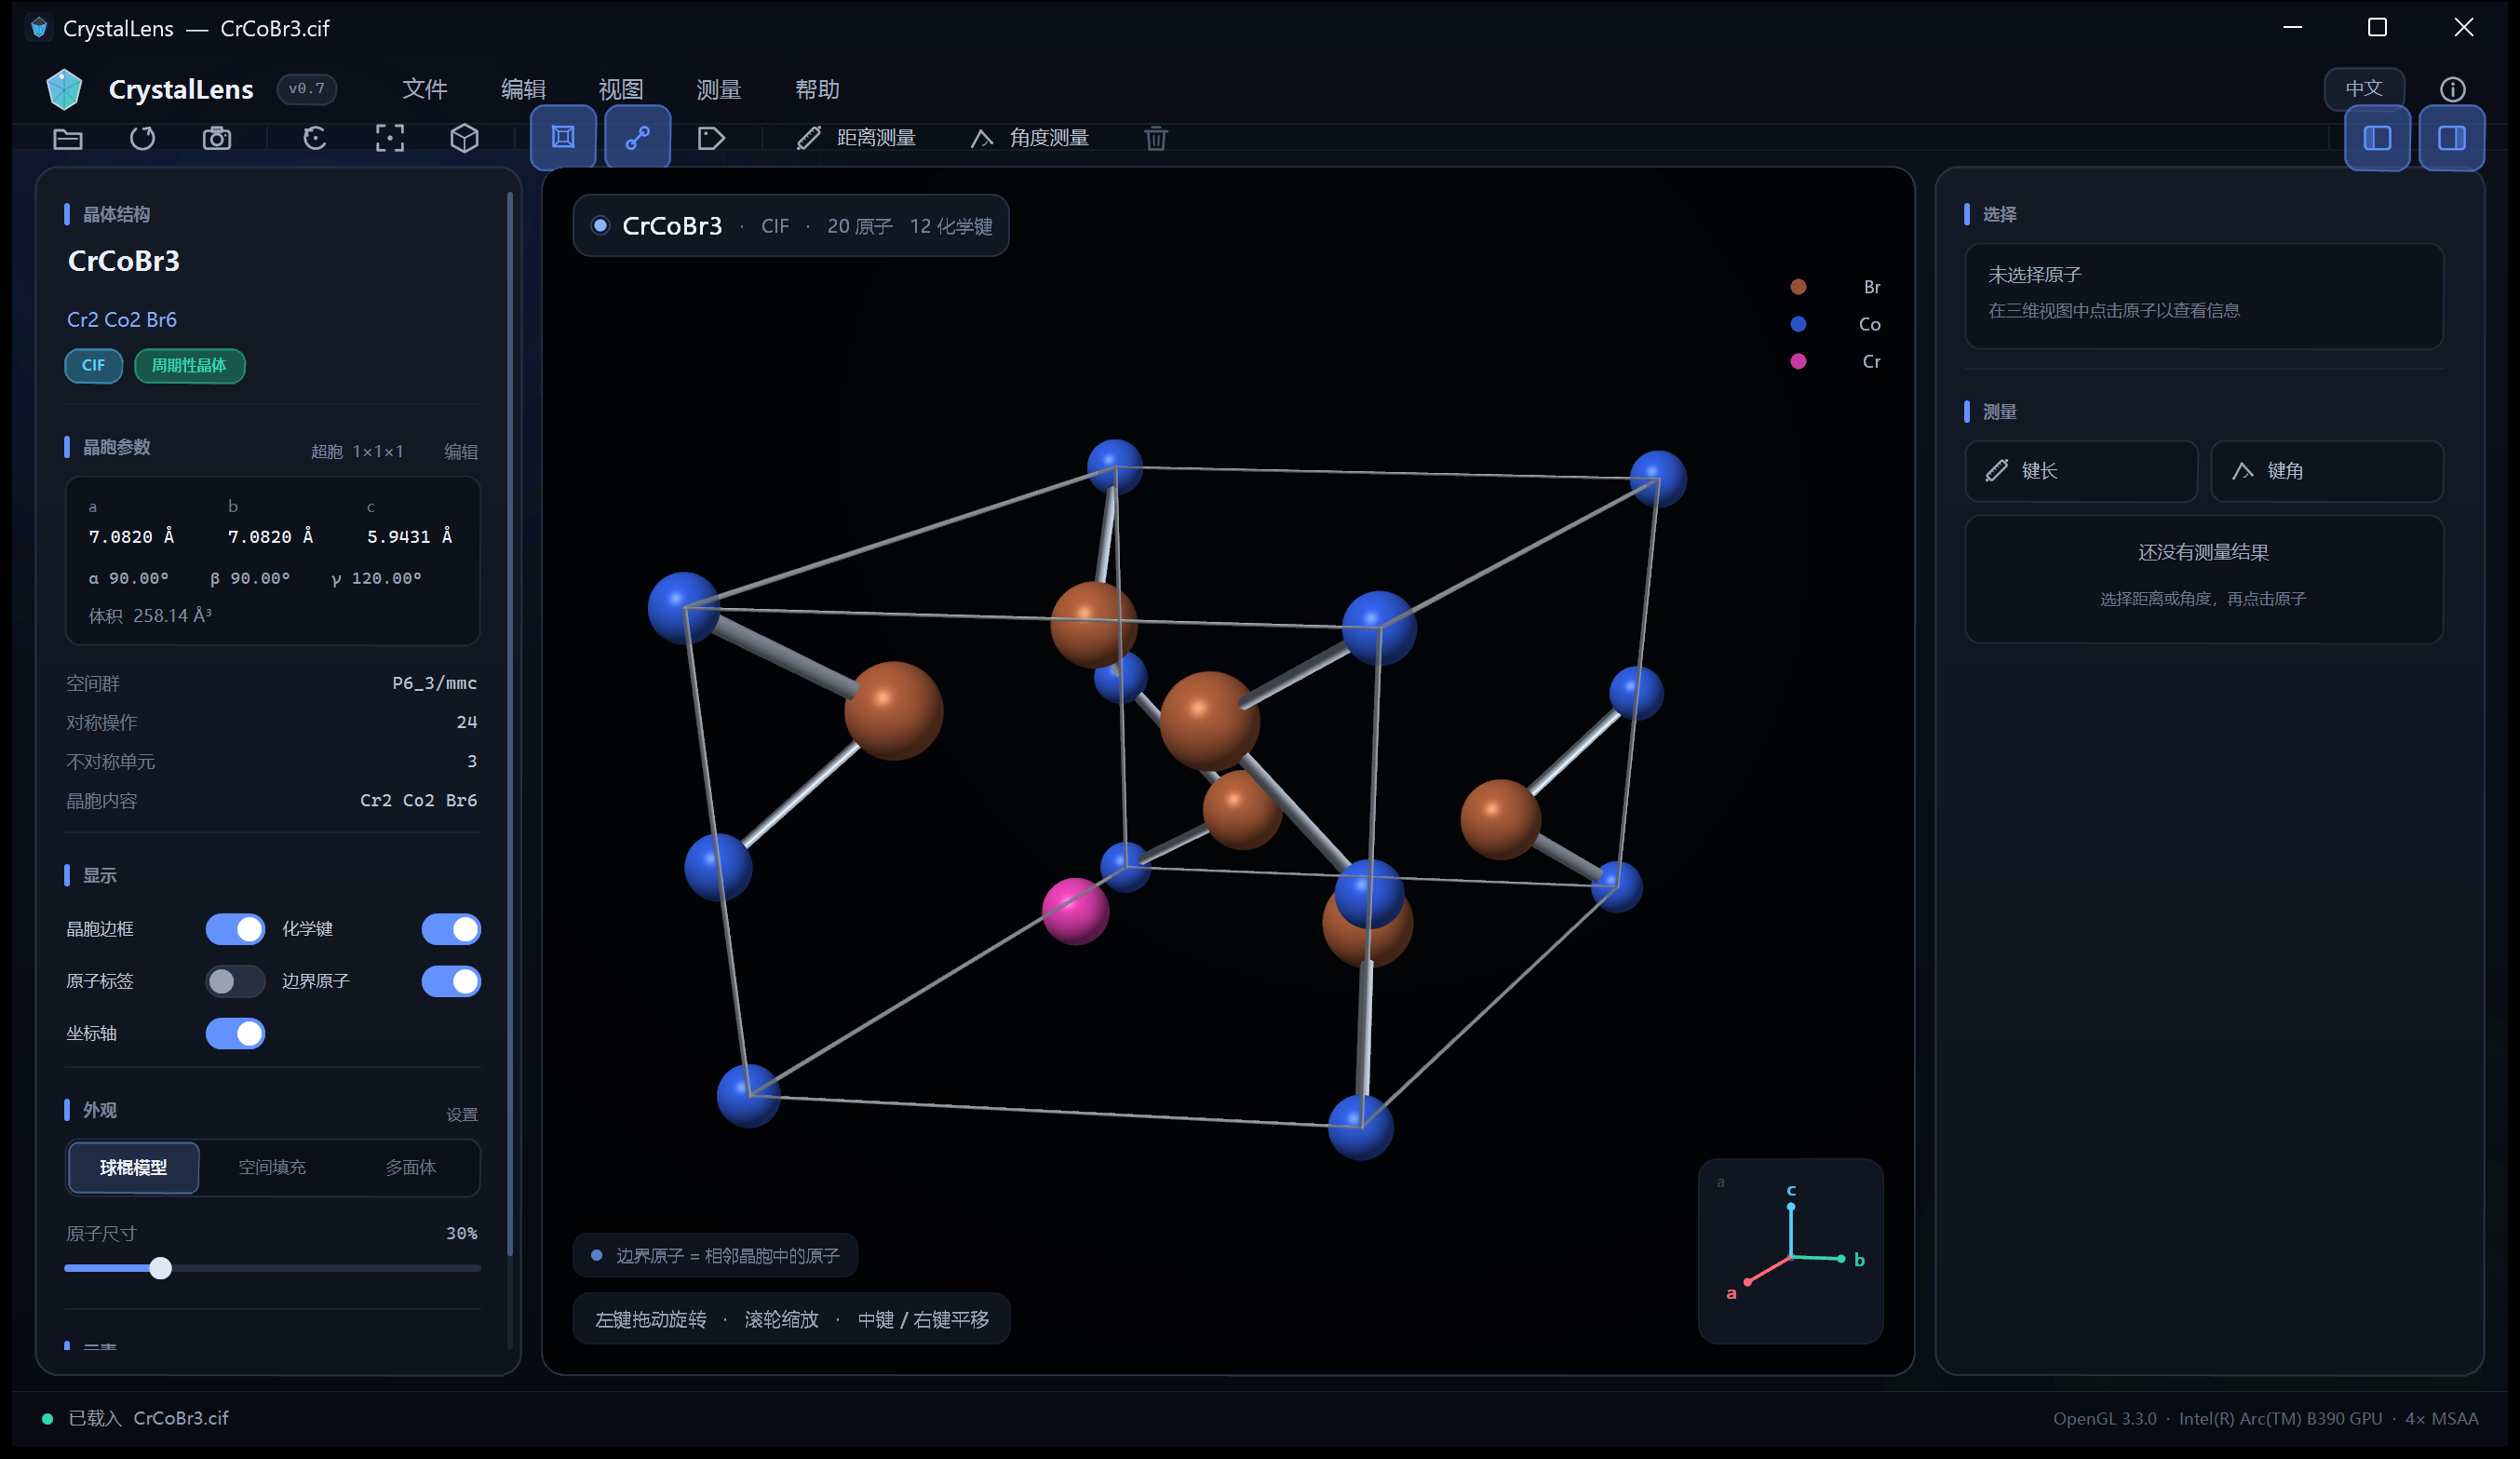 CrystalLens — CrCoBr3.cif
CrystalLens v0.7 文件 编辑 视图 测量 帮助 中文
距离测量 角度测量
晶体结构
CrCoBr3
Cr2 Co2 Br6
CIF 周期性晶体
晶胞参数 超胞 1×1×1 编辑
a b c
7.0820 Å 7.0820 Å 5.9431 Å
α 90.00° β 90.00° γ 120.00°
体积 258.14 Å³
空间群 P6_3/mmc
对称操作 24
不对称单元 3
晶胞内容 Cr2 Co2 Br6
显示
晶胞边框 化学键
原子标签 边界原子
坐标轴
外观 设置
球棍模型 空间填充 多面体
原子尺寸 30%
CrCoBr3 · CIF · 20 原子 12 化学键
Br
Co
Cr
边界原子 = 相邻晶胞中的原子
左键拖动旋转 · 滚轮缩放 · 中键 / 右键平移
a
c
b
a
选择
未选择原子
在三维视图中点击原子以查看信息
测量
键长 键角
还没有测量结果
选择距离或角度，再点击原子
已载入 CrCoBr3.cif
OpenGL 3.3.0 · Intel(R) Arc(TM) B390 GPU · 4× MSAA